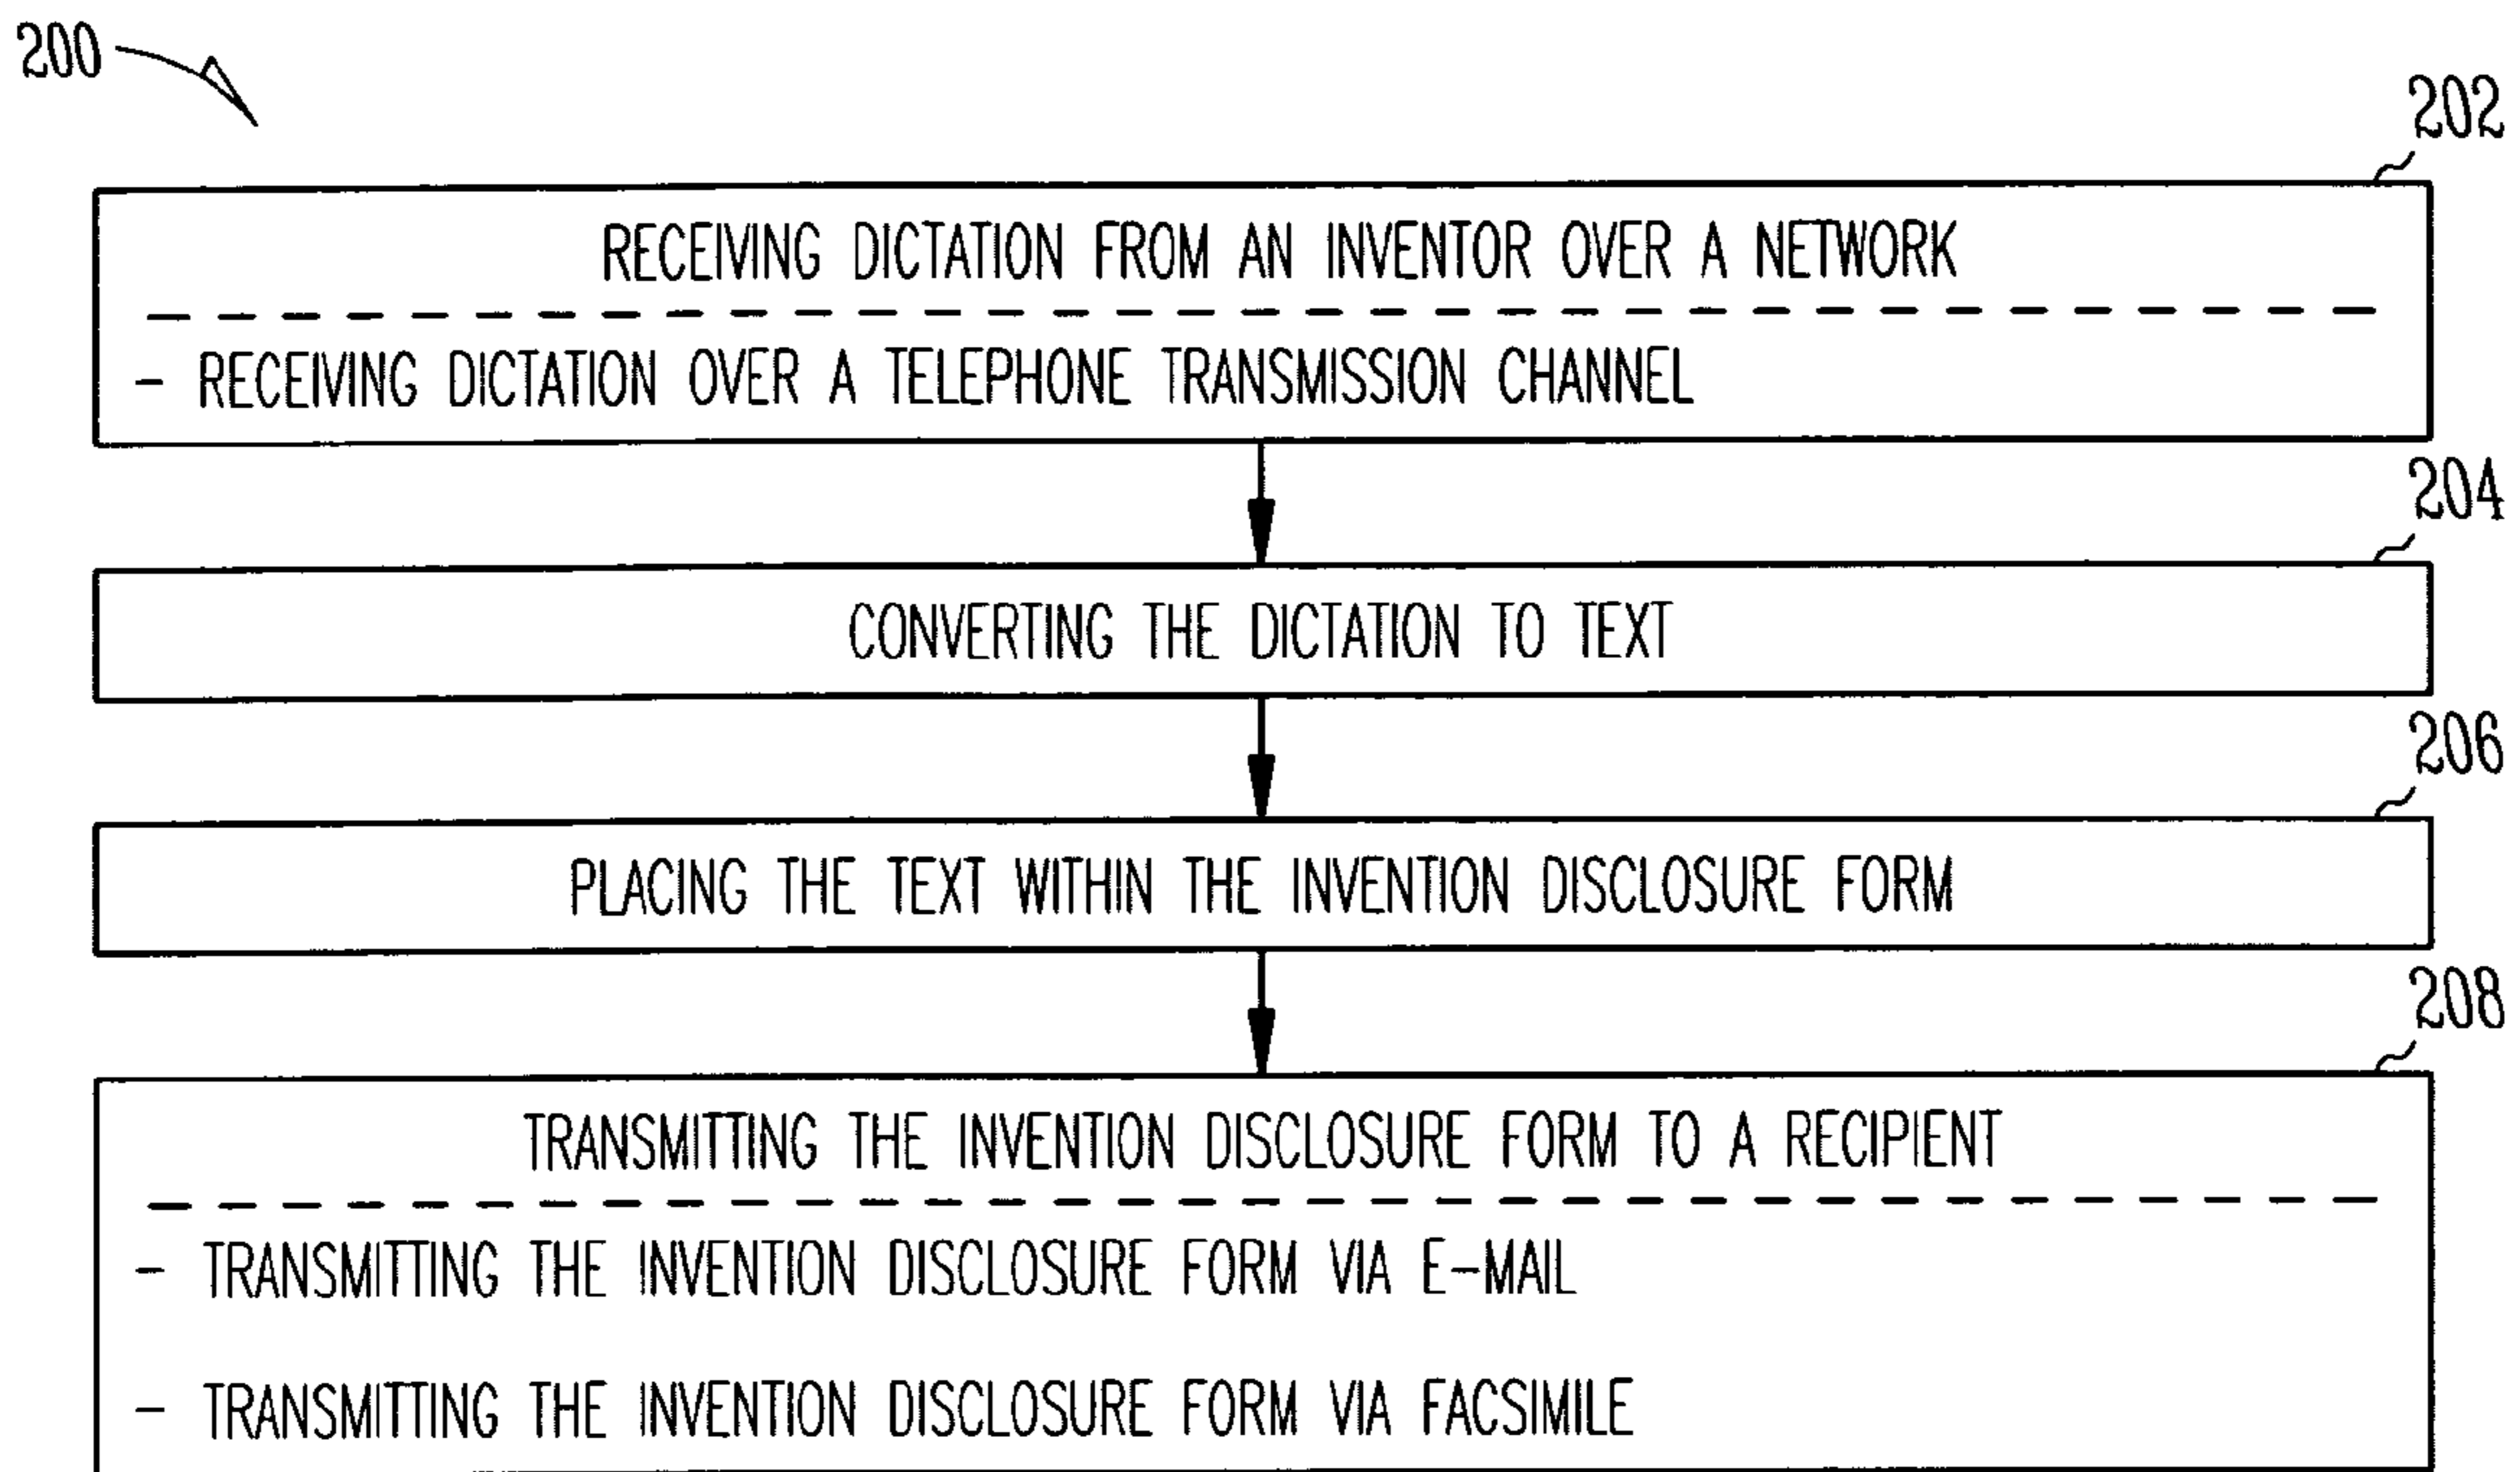 200
202
RECEIVING DICTATION FROM AN INVENTOR OVER A NETWORK
- RECEIVING DICTATION OVER A TELEPHONE TRANSMISSION CHANNEL
204
CONVERTING THE DICTATION TO TEXT
206
PLACING THE TEXT WITHIN THE INVENTION DISCLOSURE FORM
208
TRANSMITTING THE INVENTION DISCLOSURE FORM TO A RECIPIENT
- TRANSMITTING THE INVENTION DISCLOSURE FORM VIA E-MAIL
- TRANSMITTING THE INVENTION DISCLOSURE FORM VIA FACSIMILE